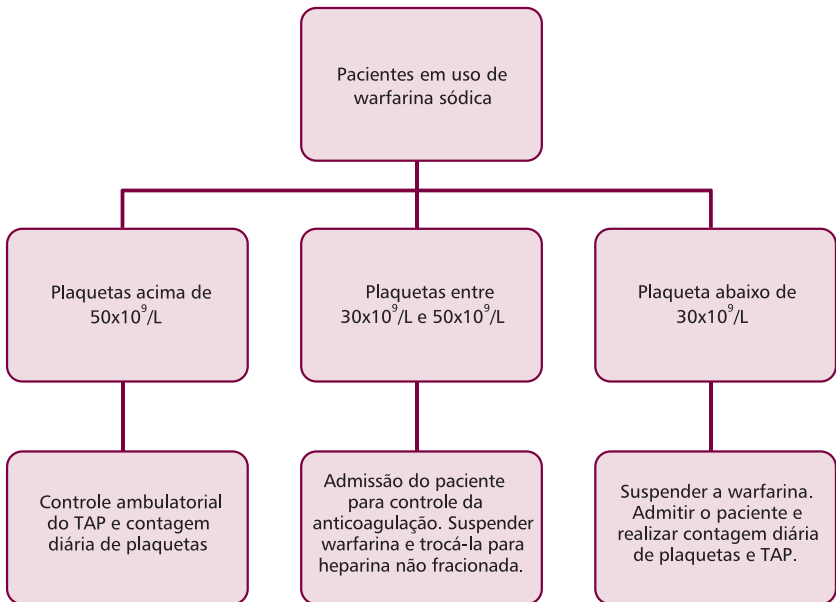 Pacientes em uso de
warfarina sódica
Plaquetas acima de
50x10⁹/L
Plaquetas entre
30x10⁹/L e 50x10⁹/L
Plaqueta abaixo de
30x10⁹/L
Controle ambulatorial
do TAP e contagem
diária de plaquetas
Admissão do paciente
para controle da
anticoagulação. Suspender
warfarina e trocá-la para
heparina não fracionada.
Suspender a warfarina.
Admitir o paciente e
realizar contagem diária
de plaquetas e TAP.